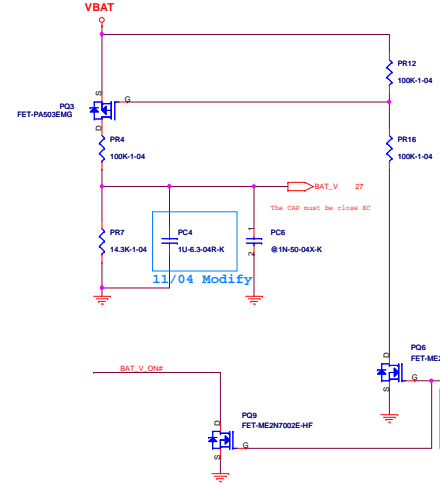 VBAT
PR12
100K-1-04
S
G
PQ3
FET-PA503EMG
D
PR4
100K-1-04
PR16
100K-1-04
BAT_V 27
The CAP must be close EC
PR7
14.3K-1-04
PC4
1U-6.3-04R-K
1
PC6
2
@1N-50-04X-K
11/04 Modify
PQ6
FET-ME2
D
G
S
BAT_V_ON#
PQ9
FET-ME2N7002E-HF
D
G
S